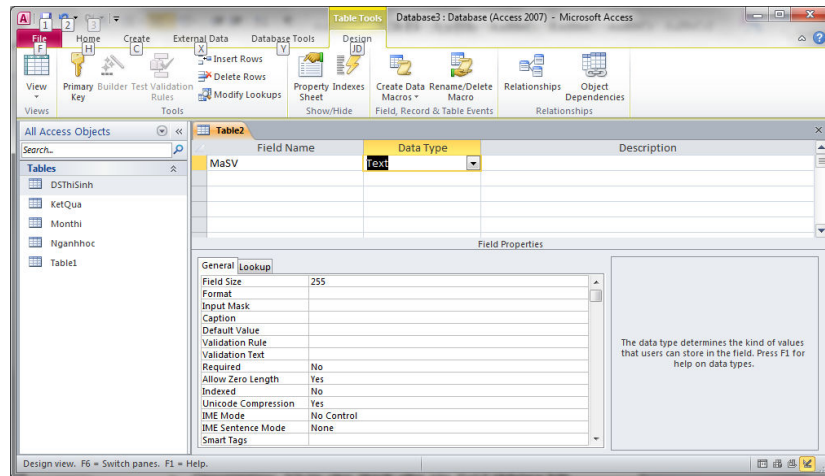 Table Tools Database3 : Database (Access 2007) - Microsoft Access
1 2 3
File Home Create External Data Database Tools Design
F H C X Y JD
View
Views
Primary Key
Builder
Test Validation Rules
Insert Rows
Delete Rows
Modify Lookups
Tools
Property Sheet
Indexes
Show/Hide
Create Data Macros
Rename/Delete Macro
Field, Record & Table Events
Relationships
Object Dependencies
Relationships
All Access Objects
Search...
Tables
DSThiSinh
KetQua
Monthi
Nganhhoc
Table1
Table2
Field Name Data Type Description
MaSV Text
Field Properties
General Lookup
Field Size 255
Format
Input Mask
Caption
Default Value
Validation Rule
Validation Text
Required No
Allow Zero Length Yes
Indexed No
Unicode Compression Yes
IME Mode No Control
IME Sentence Mode None
Smart Tags
The data type determines the kind of values
that users can store in the field. Press F1 for
help on data types.
Design view. F6 = Switch panes. F1 = Help.